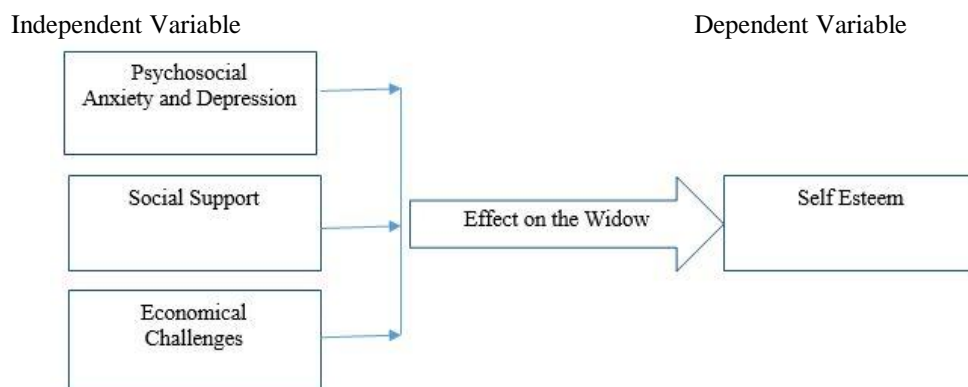 Independent Variable
Dependent Variable
Psychosocial
Anxiety and Depression
Social Support
Effect on the Widow
Self Esteem
Economical
Challenges